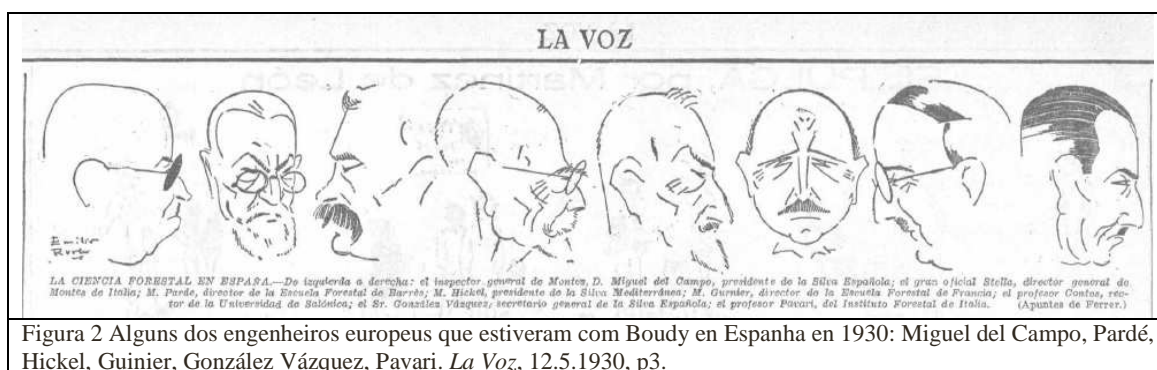 LA VOZ
LA CIENCIA FORESTAL EN ESPAÑA.—De izquierda a derecha: el inspector general de Montes, D. Miguel del Campo, presidente de la Silva Española; el gran oficial Stella, director general de
Montes de Italia; M. Parde, director de la Escuela Forestal de Barrés; M. Hickel, presidente de la Silva Mediterránea; M. Gurnier, director de la Escuela Forestal de Francia; el profesor Contos, rec-
tor de la Universidad de Salónica; el Sr. González Vázquez, secretario general de la Silva Española; el profesor Pavari, del Instituto Forestal de Italia. (Apuntes de Ferrer.)
Figura 2 Alguns dos engenheiros europeus que estiveram com Boudy en Espanha en 1930: Miguel del Campo, Pardé,
Hickel, Guinier, González Vázquez, Pavari. La Voz, 12.5.1930, p3.